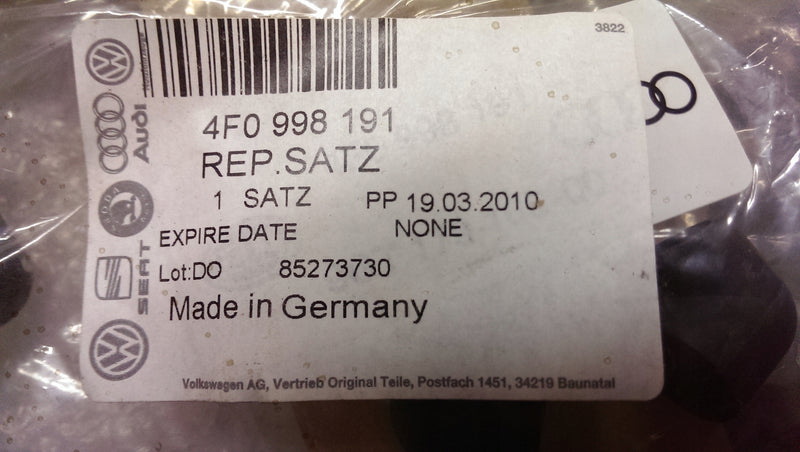 3822
Audi
4F0 998 191
REP.SATZ
1 SATZ PP 19.03.2010
EXPIRE DATE NONE
SEAT
Lot:DO 85273730
Made in Germany
Volkswagen AG, Vertrieb Original Teile, Postfach 1451, 34219 Baunatal